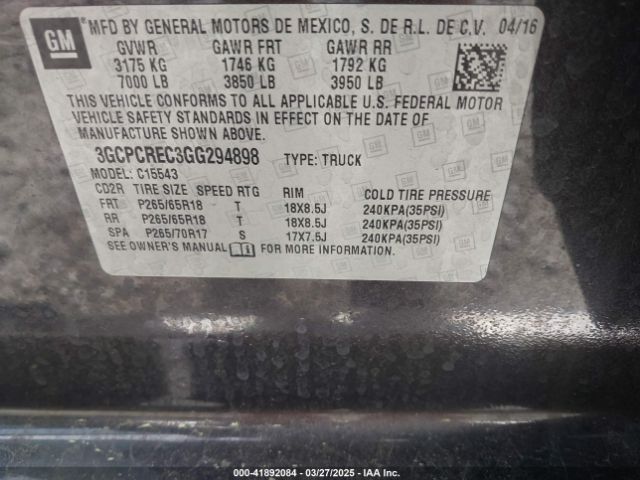 GM
MFD BY GENERAL MOTORS DE MEXICO, S. DE R.L. DE C.V. 04/16
GVWR GAWR FRT GAWR RR
3175 KG 1746 KG 1792 KG
7000 LB 3850 LB 3950 LB
THIS VEHICLE CONFORMS TO ALL APPLICABLE U.S. FEDERAL MOTOR
VEHICLE SAFETY STANDARDS IN EFFECT ON THE DATE OF
MANUFACTURE SHOWN ABOVE.
3GCPCREC3GG294898 TYPE: TRUCK
MODEL: C15543
CD2R TIRE SIZE SPEED RTG RIM COLD TIRE PRESSURE
FRT P265/65R18 T 18X8.5J 240KPA(35PSI)
RR P265/65R18 T 18X8.5J 240KPA(35PSI)
SPA P265/70R17 S 17X7.5J 240KPA(35PSI)
SEE OWNER'S MANUAL FOR MORE INFORMATION.
000-41892084 | 03/27/2025 | IAA Inc.